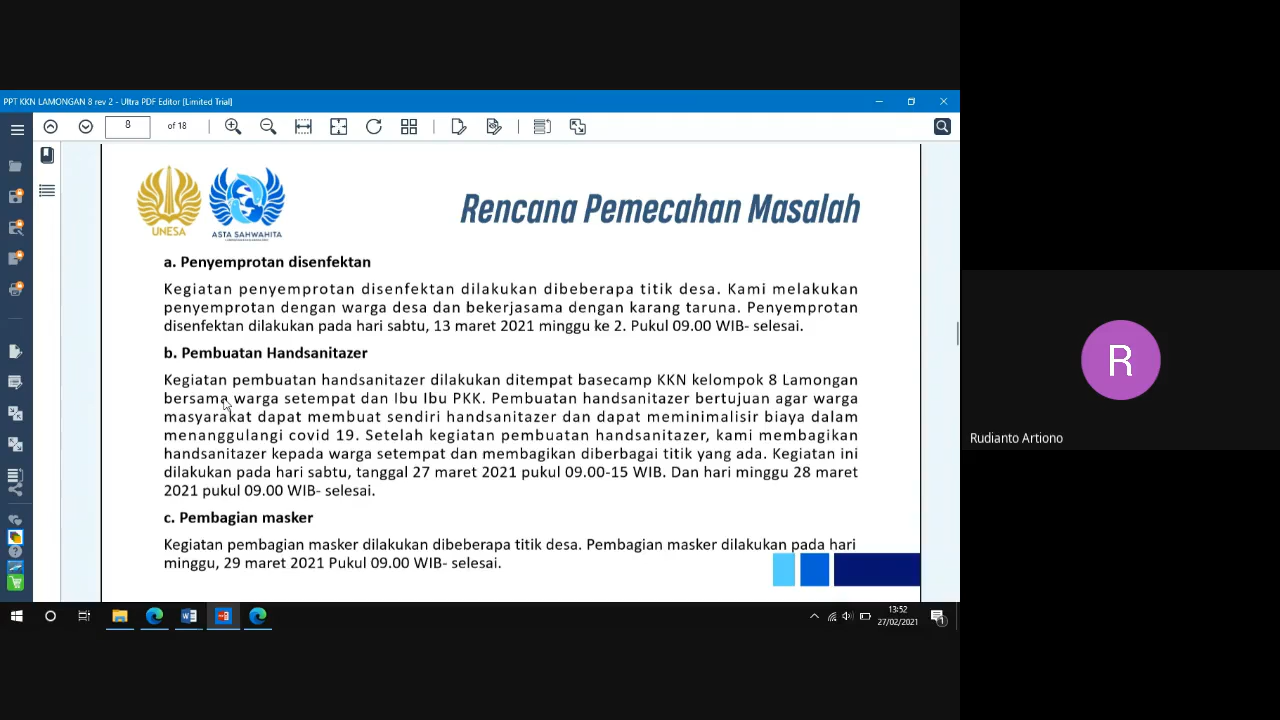 PPT KKN LAMONGAN 8 rev 2 - Ultra PDF Editor [Limited Trial]
8 of 18
UNESA
ASTA SAHWAHITA
Rencana Pemecahan Masalah
a. Penyemprotan disenfektan
Kegiatan penyemprotan disenfektan dilakukan dibeberapa titik desa. Kami melakukan
penyemprotan dengan warga desa dan bekerjasama dengan karang taruna. Penyemprotan
disenfektan dilakukan pada hari sabtu, 13 maret 2021 minggu ke 2. Pukul 09.00 WIB- selesai.
b. Pembuatan Handsanitazer
Kegiatan pembuatan handsanitazer dilakukan ditempat basecamp KKN kelompok 8 Lamongan
bersama warga setempat dan Ibu Ibu PKK. Pembuatan handsanitazer bertujuan agar warga
masyarakat dapat membuat sendiri handsanitazer dan dapat meminimalisir biaya dalam
menanggulangi covid 19. Setelah kegiatan pembuatan handsanitazer, kami membagikan
handsanitazer kepada warga setempat dan membagikan diberbagai titik yang ada. Kegiatan ini
dilakukan pada hari sabtu, tanggal 27 maret 2021 pukul 09.00-15 WIB. Dan hari minggu 28 maret
2021 pukul 09.00 WIB- selesai.
c. Pembagian masker
Kegiatan pembagian masker dilakukan dibeberapa titik desa. Pembagian masker dilakukan pada hari
minggu, 29 maret 2021 Pukul 09.00 WIB- selesai.
13:52
27/02/2021
R
Rudianto Artiono